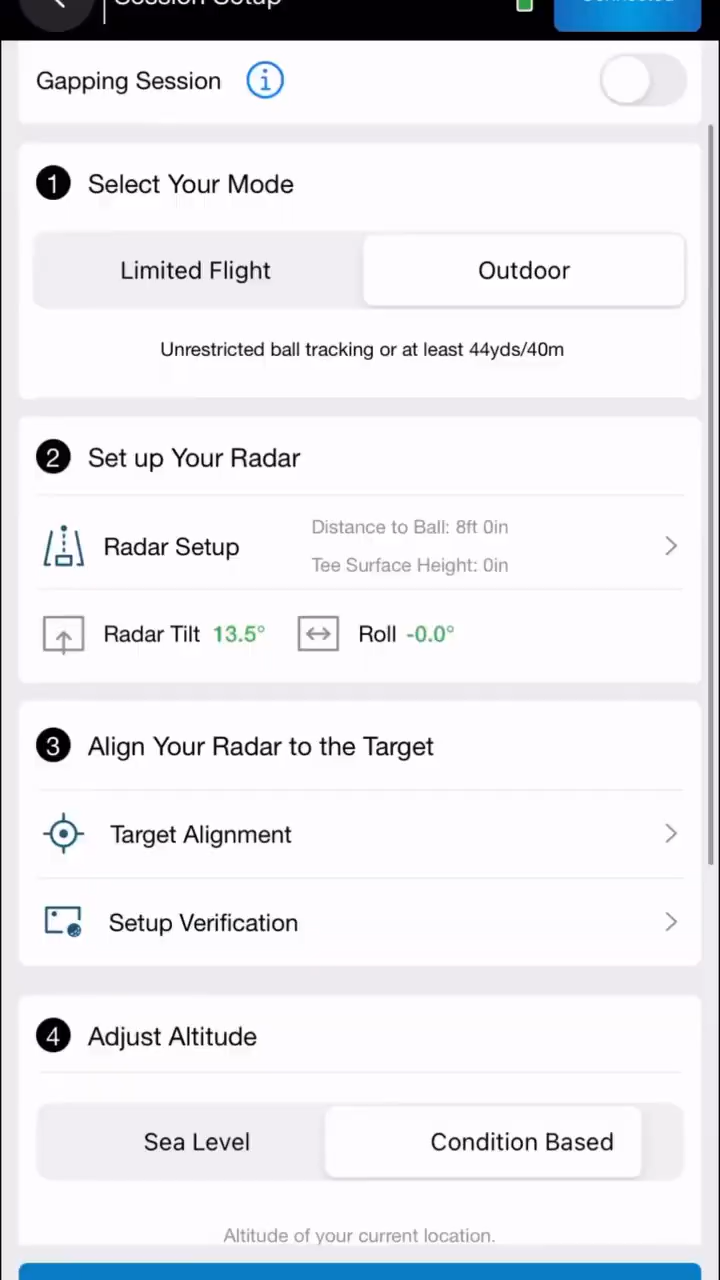 Session Setup
Connected
Gapping Session
1 Select Your Mode
Limited Flight Outdoor
Unrestricted ball tracking or at least 44yds/40m
2 Set up Your Radar
Distance to Ball: 8ft 0in
Radar Setup
Tee Surface Height: 0in
Radar Tilt 13.5° Roll -0.0°
3 Align Your Radar to the Target
Target Alignment
Setup Verification
4 Adjust Altitude
Sea Level Condition Based
Altitude of your current location.